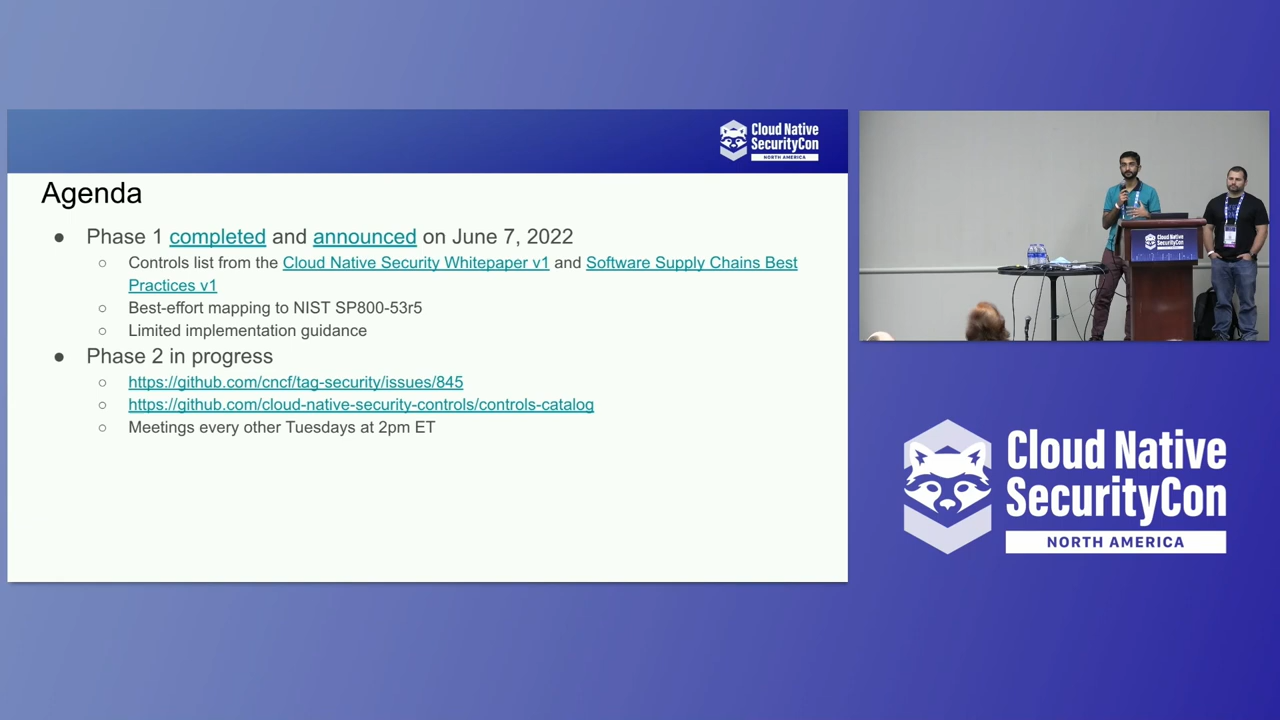 Cloud Native
SecurityCon
NORTH AMERICA
Agenda
● Phase 1 completed and announced on June 7, 2022
○ Controls list from the Cloud Native Security Whitepaper v1 and Software Supply Chains Best
Practices v1
○ Best-effort mapping to NIST SP800-53r5
○ Limited implementation guidance
● Phase 2 in progress
○ https://github.com/cncf/tag-security/issues/845
○ https://github.com/cloud-native-security-controls/controls-catalog
○ Meetings every other Tuesdays at 2pm ET
Cloud Native
SecurityCon
Cloud Native
SecurityCon
NORTH AMERICA